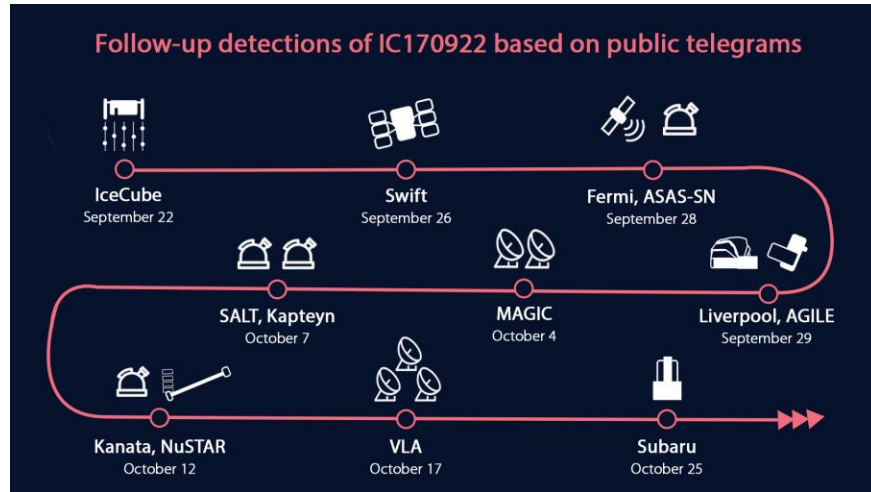 Follow-up detections of IC170922 based on public telegrams
IceCube
September 22
Swift
September 26
Fermi, ASAS-SN
September 28
Liverpool, AGILE
September 29
MAGIC
October 4
SALT, Kapteyn
October 7
Kanata, NuSTAR
October 12
VLA
October 17
Subaru
October 25